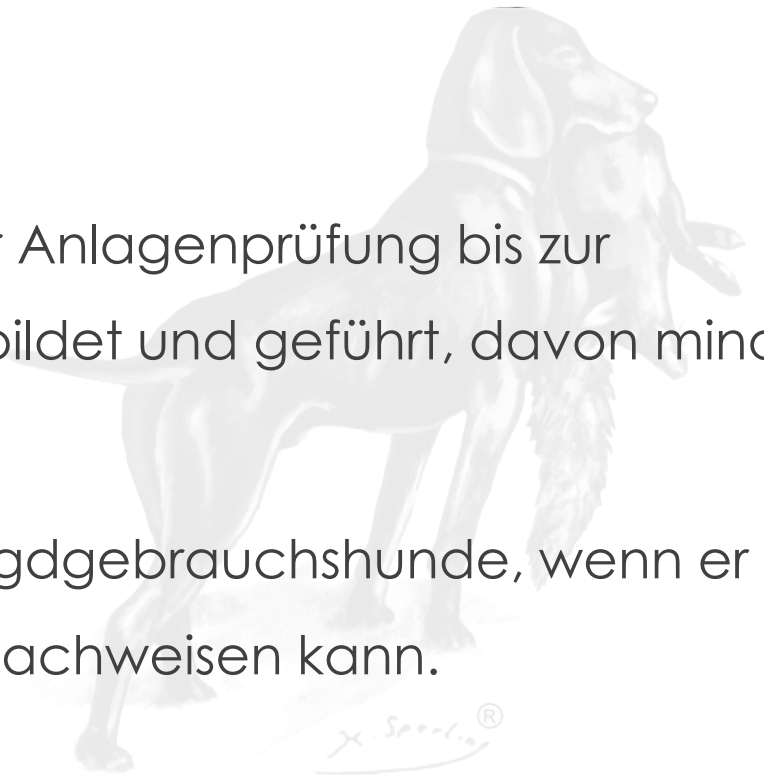 r Anlagenprüfung bis zur
bildet und geführt, davon mind
gdgebrauchshunde, wenn er
achweisen kann.
®